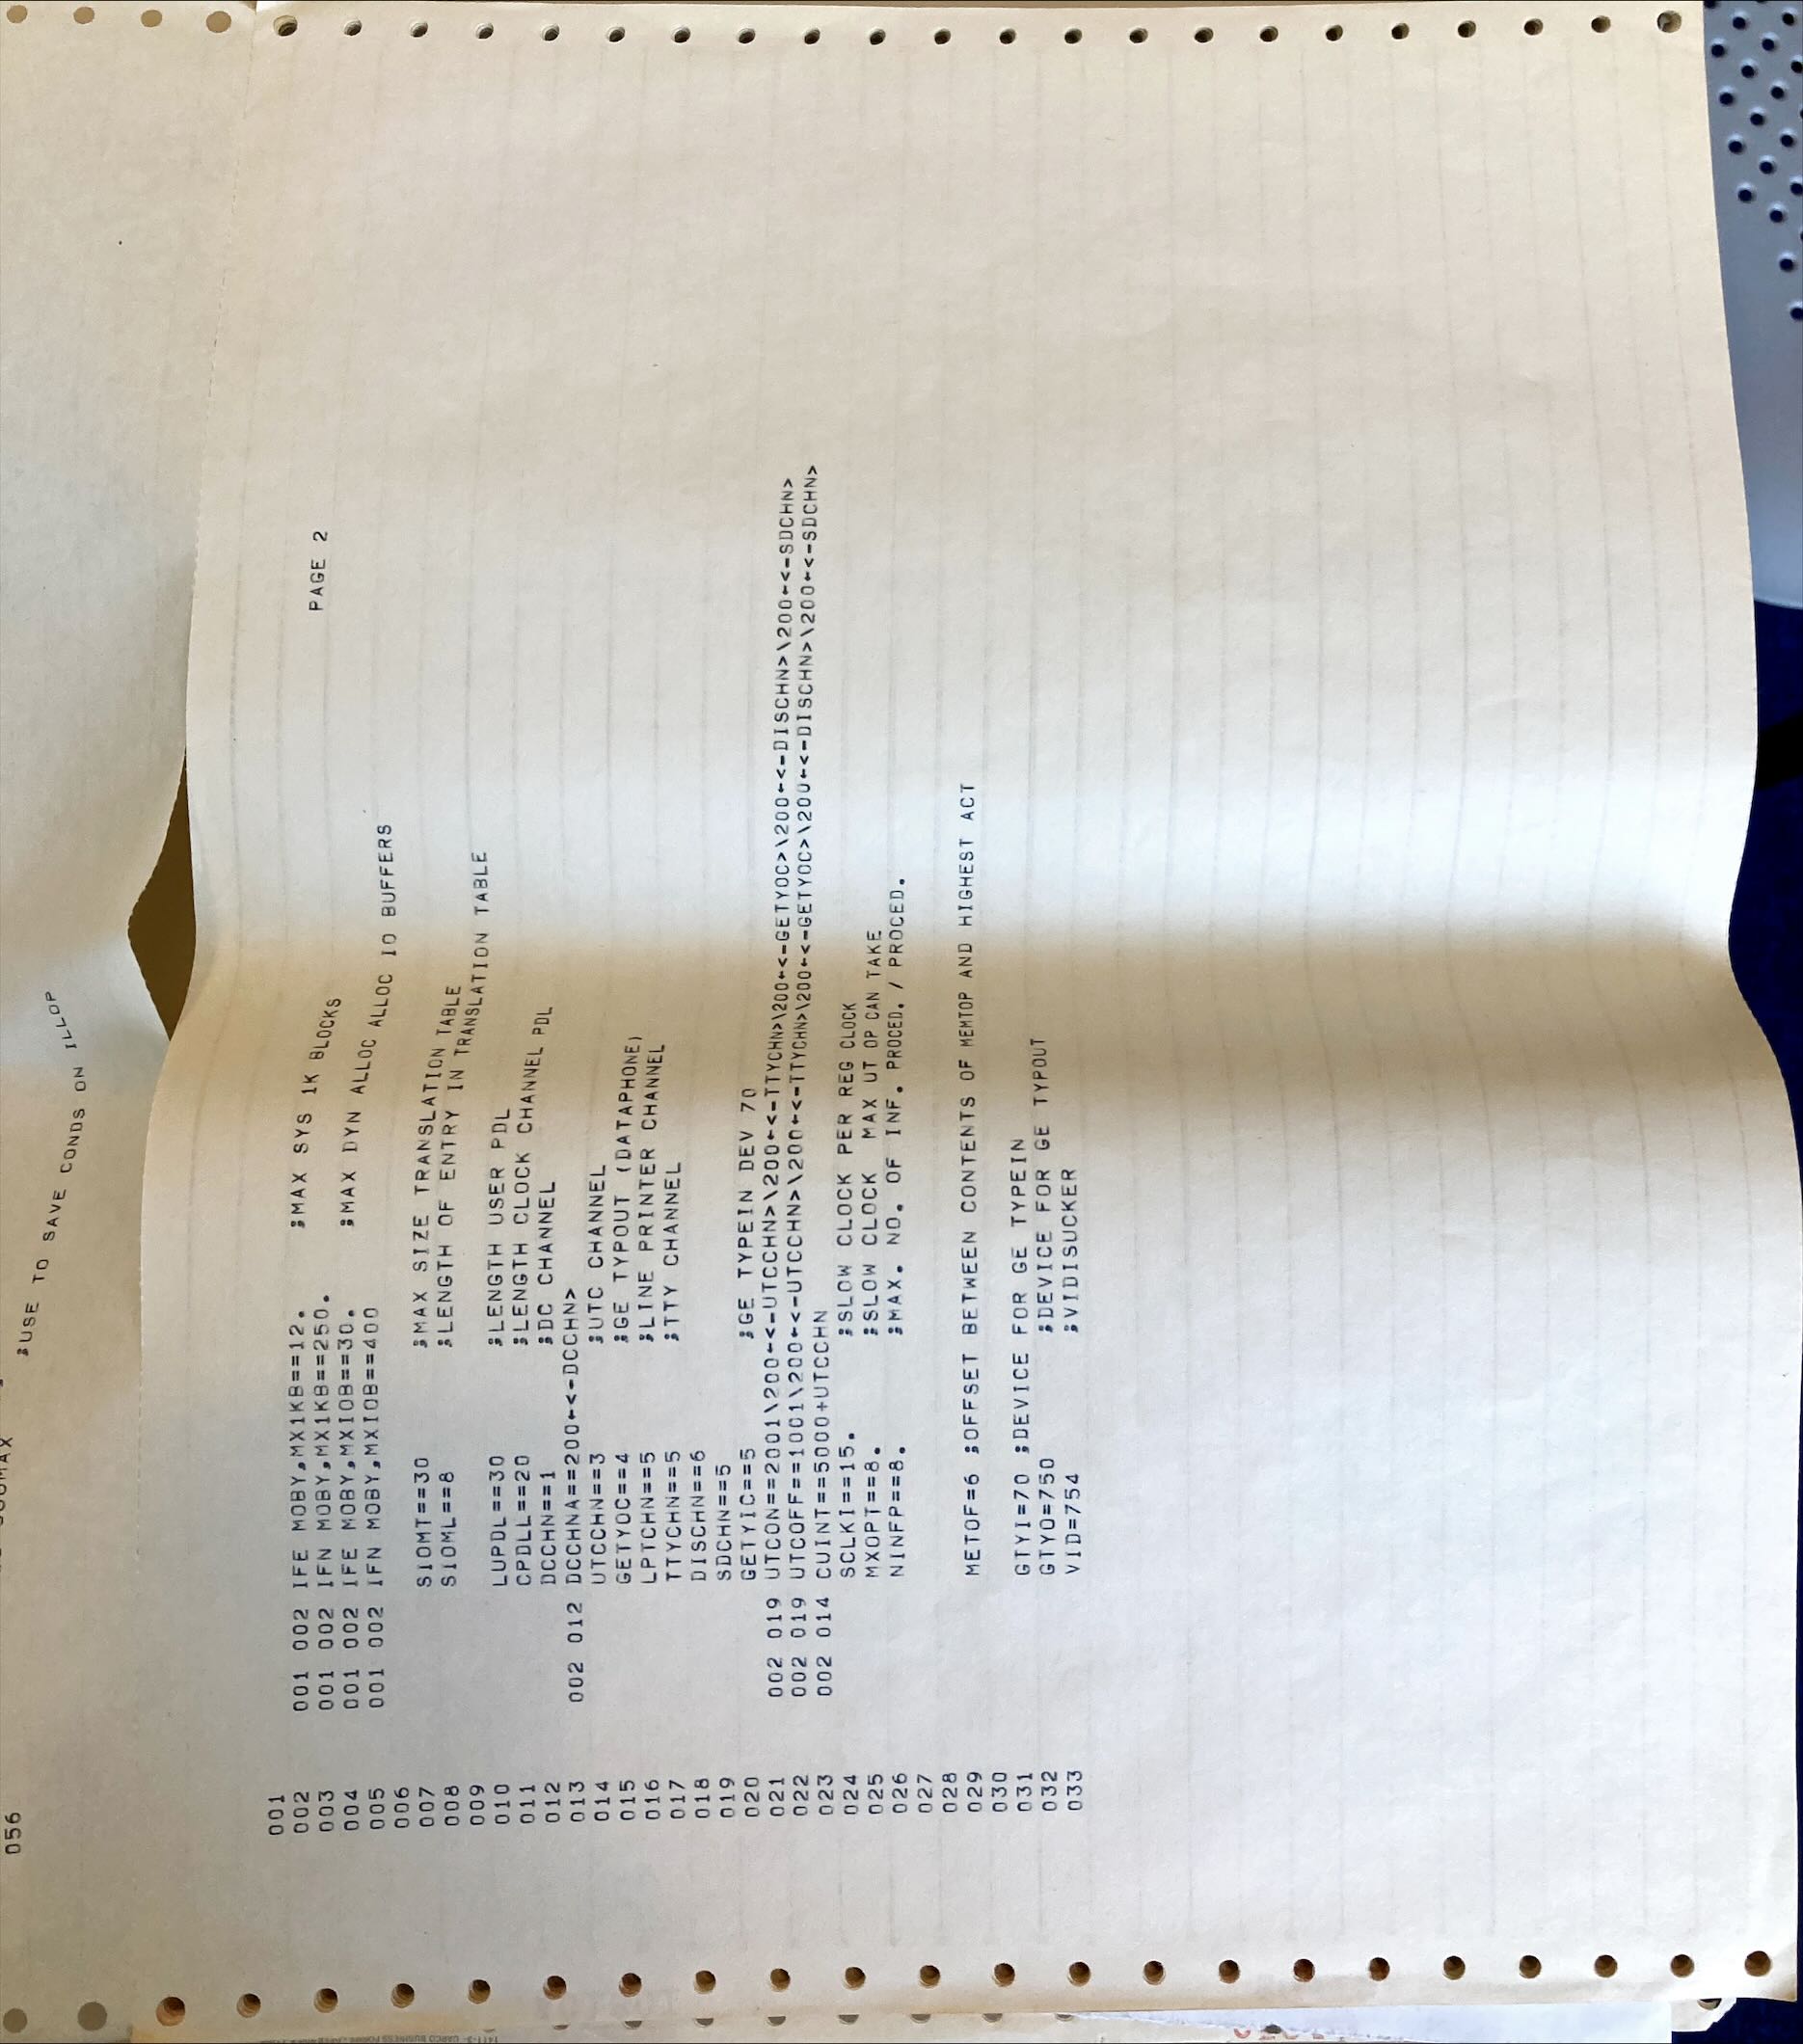 056
;USE TO SAVE CONDS ON ILLOP
PAGE 2
001
002 001 002 IFE MOBY,MX1KB==12. ;MAX SYS 1K BLOCKS
003 001 002 IFN MOBY,MX1KB==250.
004 001 002 IFE MOBY,MXIOB==30. ;MAX DYN ALLOC ALLOC IO BUFFERS
005 001 002 IFN MOBY,MXIOB==400
006
007 SIOMT==30 ;MAX SIZE TRANSLATION TABLE
008 SIOML==8 ;LENGTH OF ENTRY IN TRANSLATION TABLE
009
010 LUPDL==30 ;LENGTH USER PDL
011 CPDLL==20 ;LENGTH CLOCK CHANNEL PDL
012 DCCHN==1 ;DC CHANNEL
013 002 012 DCCHNA==200←<-DCCHN>
014 UTCCHN==3 ;UTC CHANNEL
015 GETYOC==4 ;GE TYPOUT (DATAPHONE)
016 LPTCHN==5 ;LINE PRINTER CHANNEL
017 TTYCHN==5 ;TTY CHANNEL
018 DISCHN==6
019 SDCHN==5
020 GETYIC==5 ;GE TYPEIN DEV 70
021 002 019 UTCON==2001\200←<-UTCCHN>\200←<-TTYCHN>\200←<-GETYOC>\200←<-DISCHN>\200←<-SDCHN>
022 002 019 UTCOFF==1001\200←<-UTCCHN>\200←<-TTYCHN>\200←<-GETYOC>\200←<-DISCHN>\200←<-SDCHN>
023 002 014 CUINT==5000+UTCCHN
024 SCLKI==15. ;SLOW CLOCK PER REG CLOCK
025 MXOPT==8. ;SLOW CLOCK MAX UT OP CAN TAKE
026 NINFP==8. ;MAX. NO. OF INF. PROCED. / PROCED.
027
028
029 METOF=6 ;OFFSET BETWEEN CONTENTS OF MEMTOP AND HIGHEST ACT
030
031 GTYI=70 ;DEVICE FOR GE TYPEIN
032 GTYO=750 ;DEVICE FOR GE TYPOUT
033 VID=754 ;VIDISUCKER